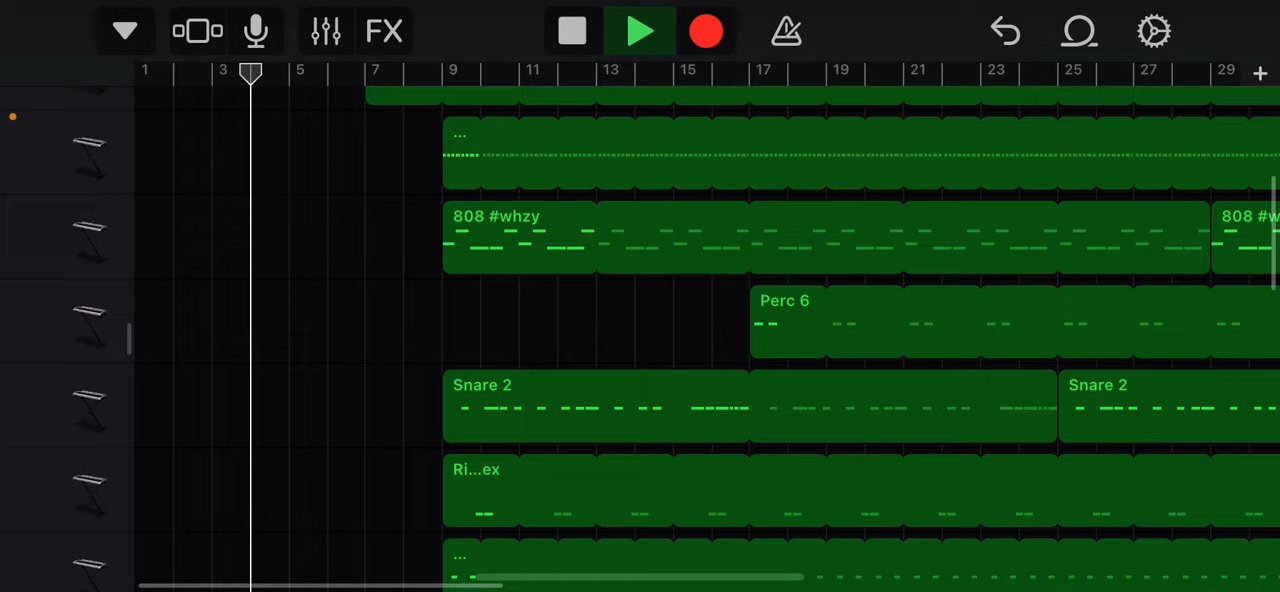 FX
1 3 5 7 9 11 13 15 17 19 21 23 25 27 29 +
...
808 #whzy 808 #w
Perc 6
Snare 2 Snare 2
Ri...ex
...